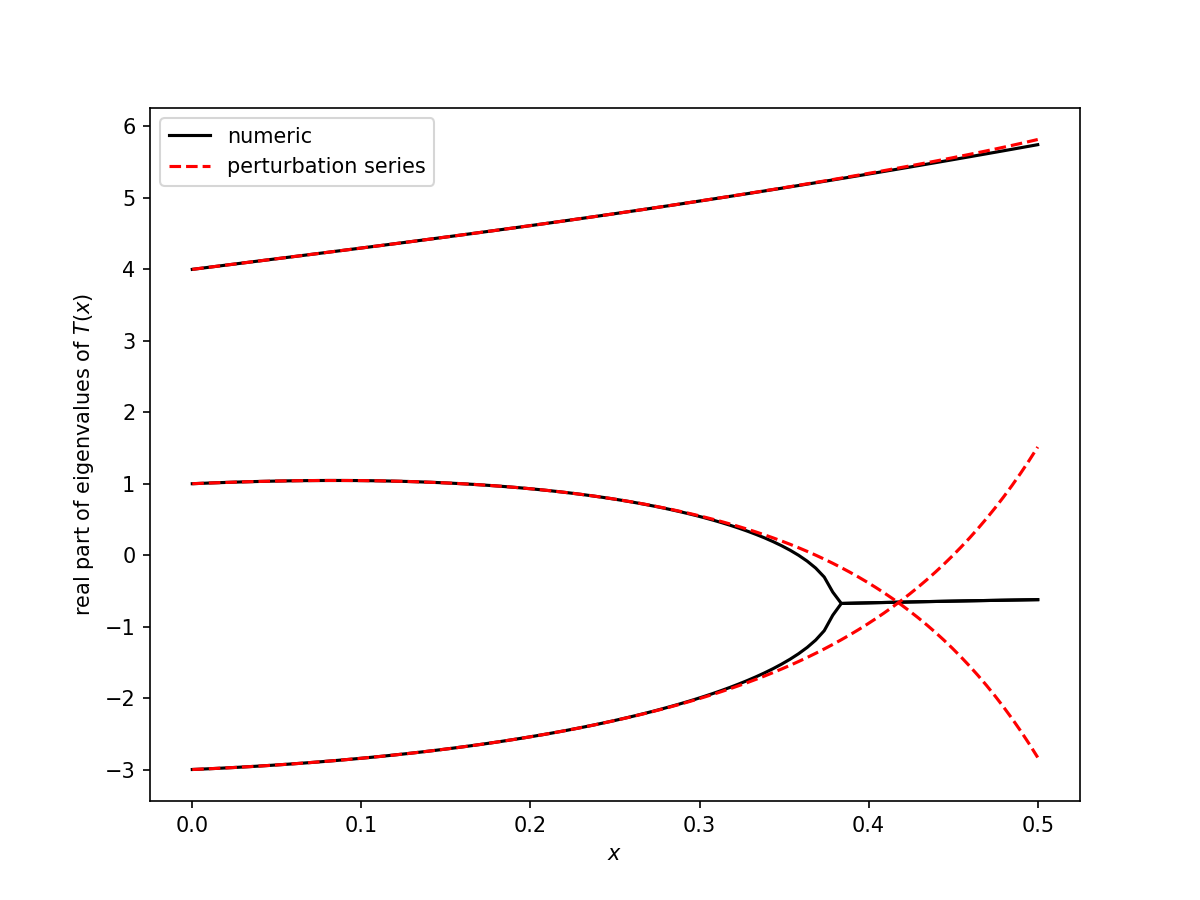 numeric
perturbation series
6
5
4
3
2
1
0
−1
−2
−3
real part of eigenvalues of T(x)
0.0 0.1 0.2 0.3 0.4 0.5
x